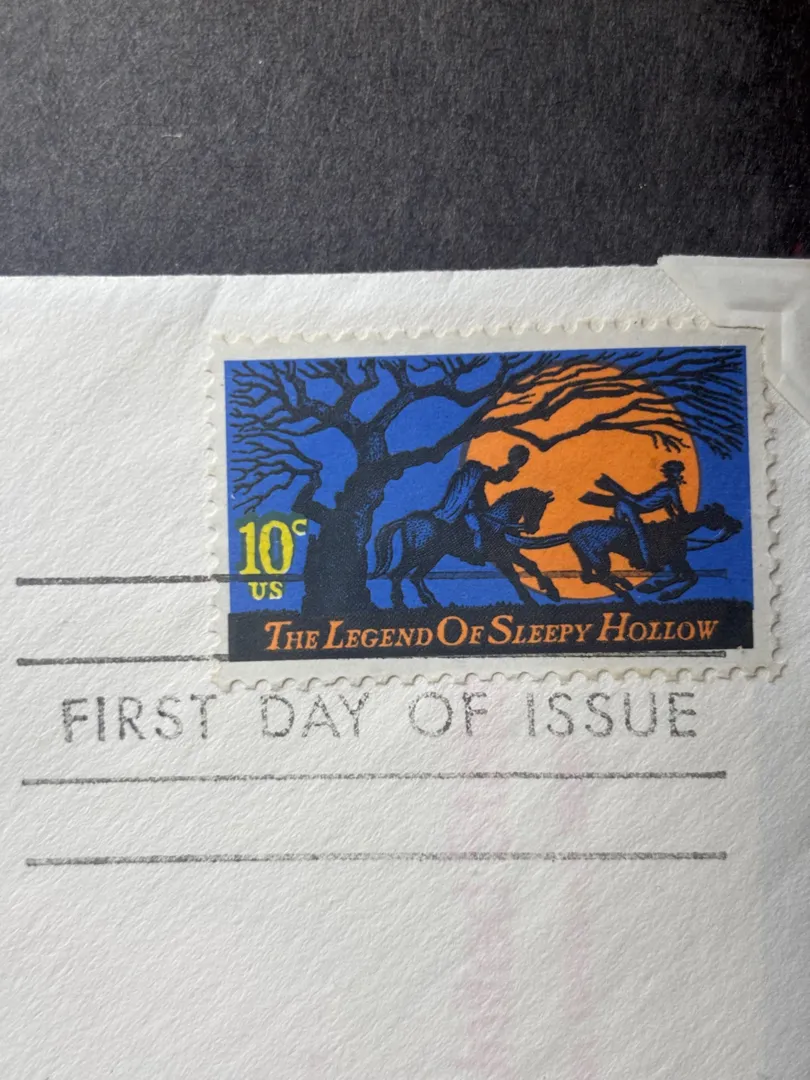 10c
US
THE LEGEND OF SLEEPY HOLLOW
FIRST DAY OF ISSUE